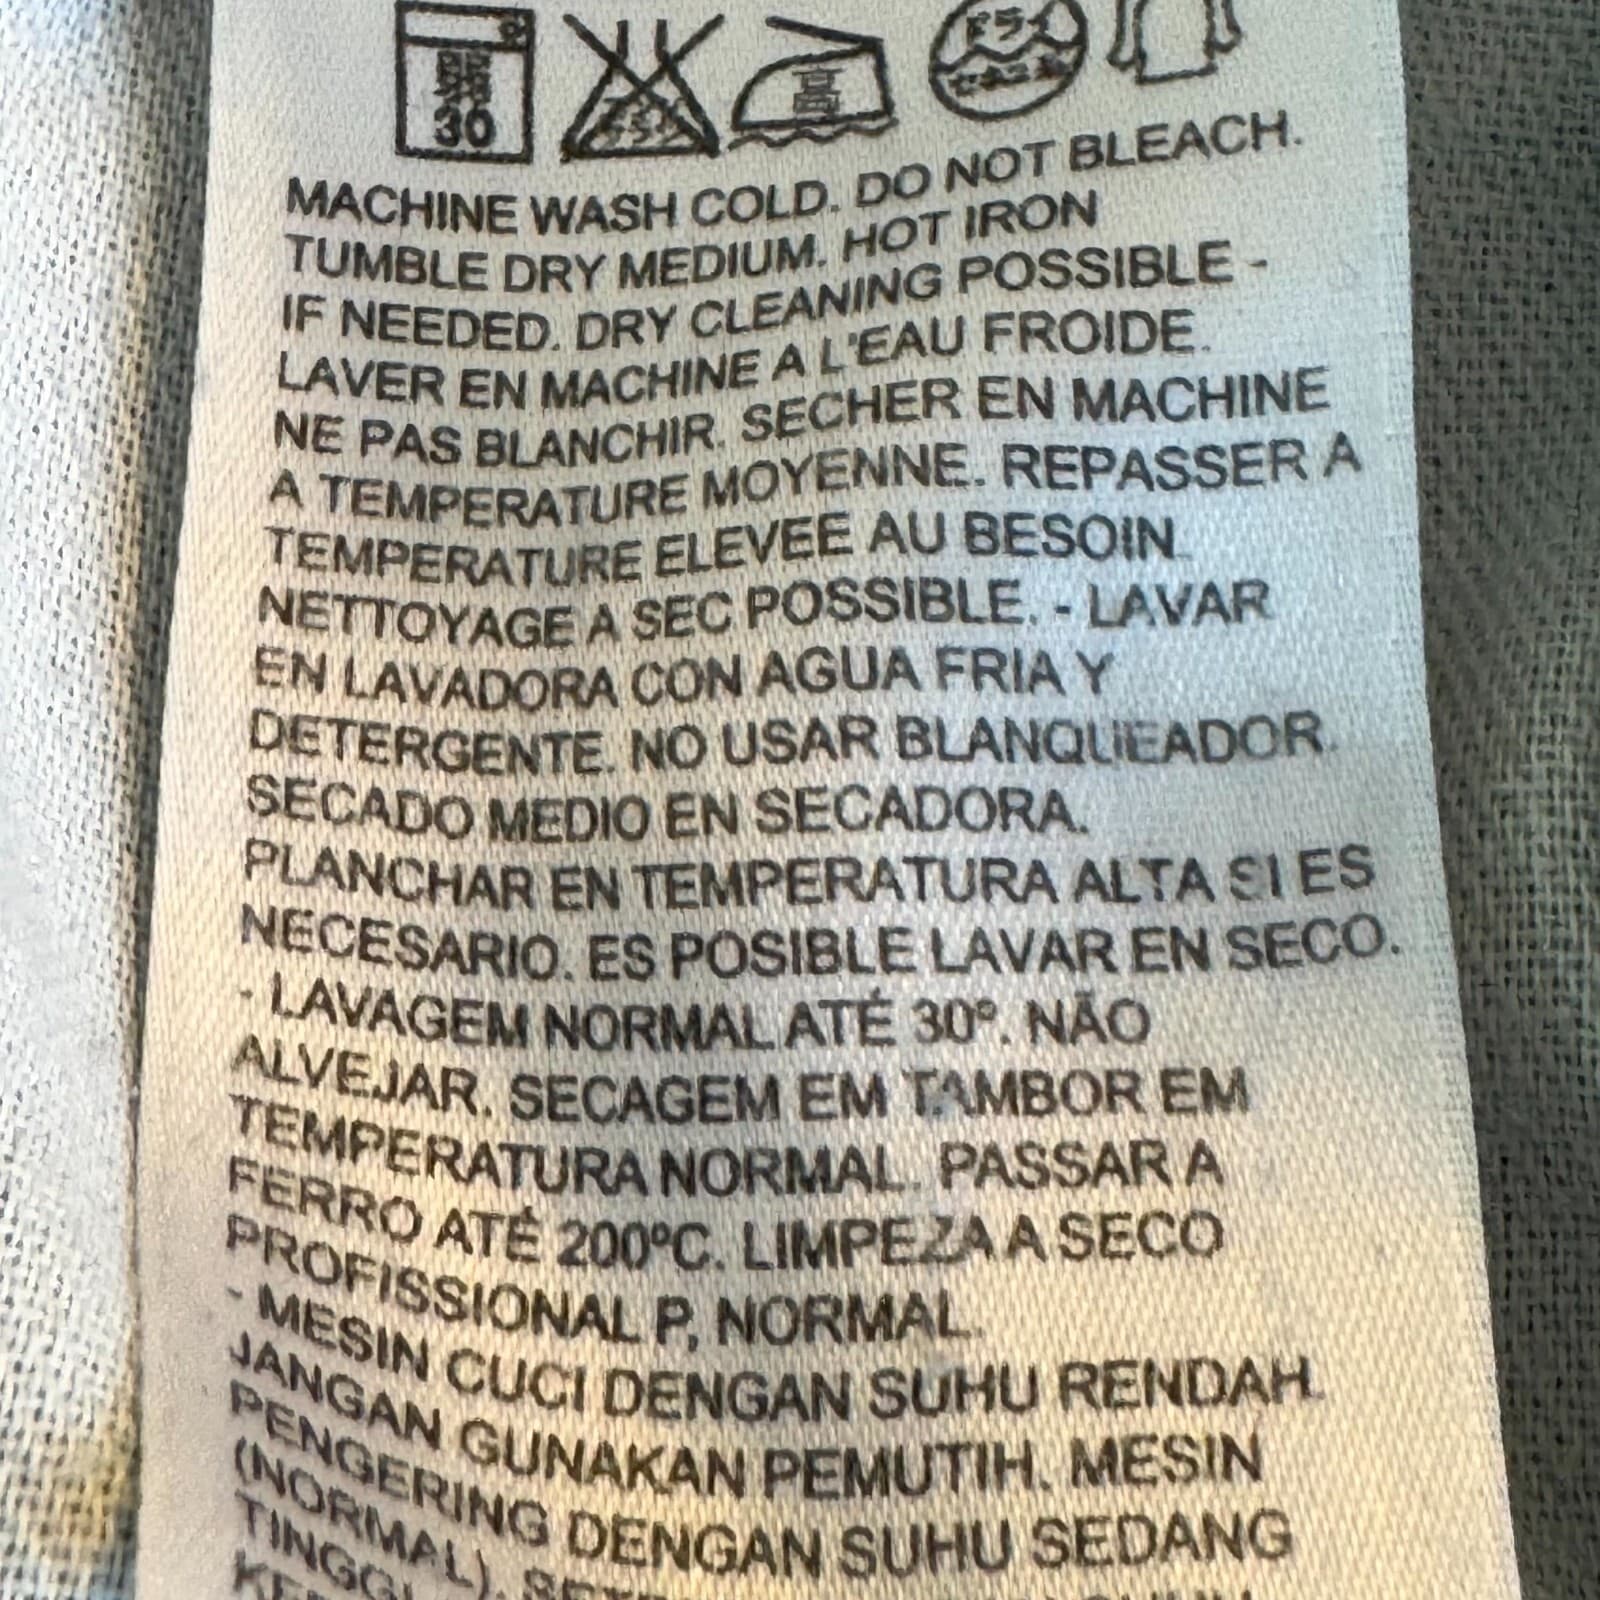 30
MACHINE WASH COLD. DO NOT BLEACH.
TUMBLE DRY MEDIUM. HOT IRON
IF NEEDED. DRY CLEANING POSSIBLE -
LAVER EN MACHINE A L'EAU FROIDE.
NE PAS BLANCHIR. SECHER EN MACHINE
A TEMPERATURE MOYENNE. REPASSER A
TEMPERATURE ELEVEE AU BESOIN.
NETTOYAGE A SEC POSSIBLE. - LAVAR
EN LAVADORA CON AGUA FRIA Y
DETERGENTE. NO USAR BLANQUEADOR.
SECADO MEDIO EN SECADORA.
PLANCHAR EN TEMPERATURA ALTA SI ES
NECESARIO. ES POSIBLE LAVAR EN SECO.
- LAVAGEM NORMAL ATÉ 30º. NÃO
ALVEJAR. SECAGEM EM TAMBOR EM
TEMPERATURA NORMAL. PASSAR A
FERRO ATÉ 200ºC. LIMPEZA A SECO
PROFISSIONAL P, NORMAL.
- MESIN CUCI DENGAN SUHU RENDAH.
JANGAN GUNAKAN PEMUTIH. MESIN
PENGERING DENGAN SUHU SEDANG
(NORMAL).